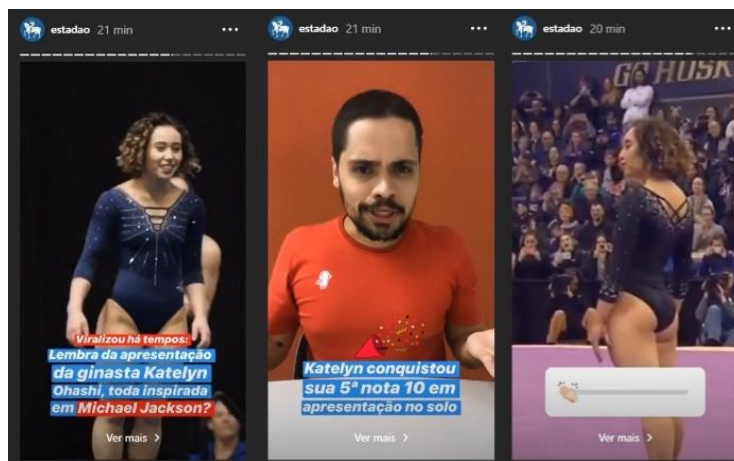 estadao 21 min
Viralizou há tempos:
Lembra da apresentação
da ginasta Katelyn
Ohashi, toda inspirada
em Michael Jackson?
Ver mais
estadao 21 min
Katelyn conquistou
sua 5ª nota 10 em
apresentação no solo
Ver mais
estadao 20 min
GO HUSK
Ver mais